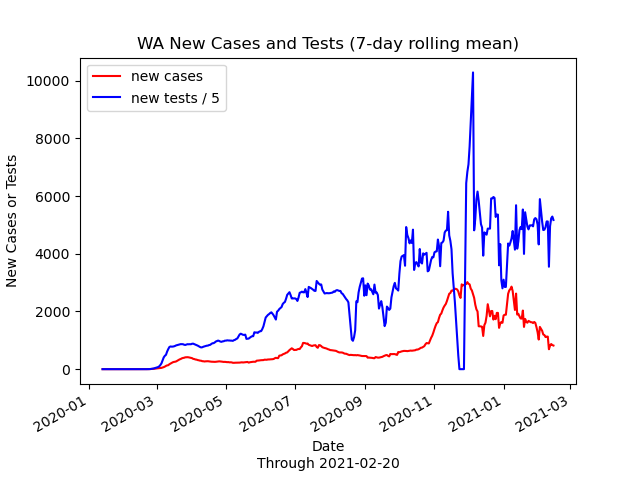 WA New Cases and Tests (7-day rolling mean)
new cases
new tests / 5
New Cases or Tests
10000
8000
6000
4000
2000
0
2020-01
2020-03
2020-05
2020-07
2020-09
2020-11
2021-01
2021-03
Date
Through 2021-02-20